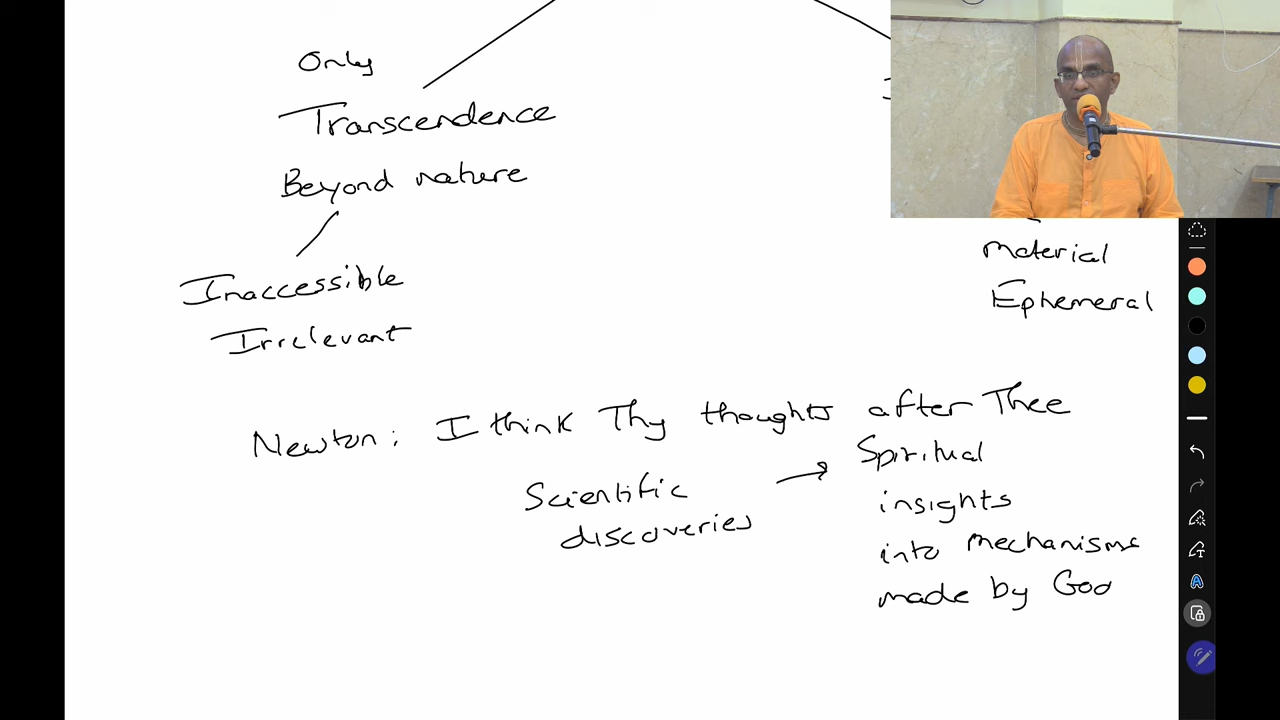 Only
Transcendence
Beyond nature
Inaccessible
Irrelevant
material
Ephemeral
Newton: I think Thy thoughts after Thee
Scientific discoveries
→ Spiritual
insights
into mechanisms
made by God